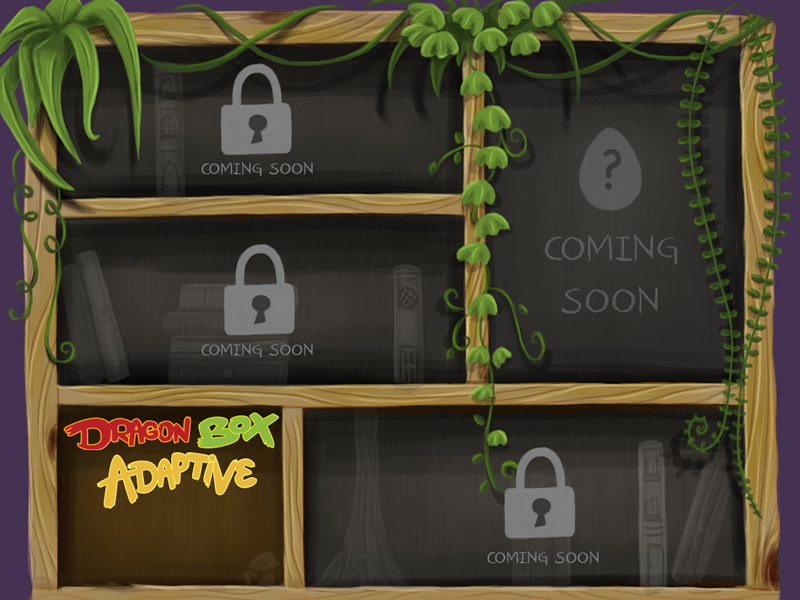 COMING SOON
COMING
SOON
COMING SOON
DRAGON BOX
ADAPTIVE
COMING SOON
?